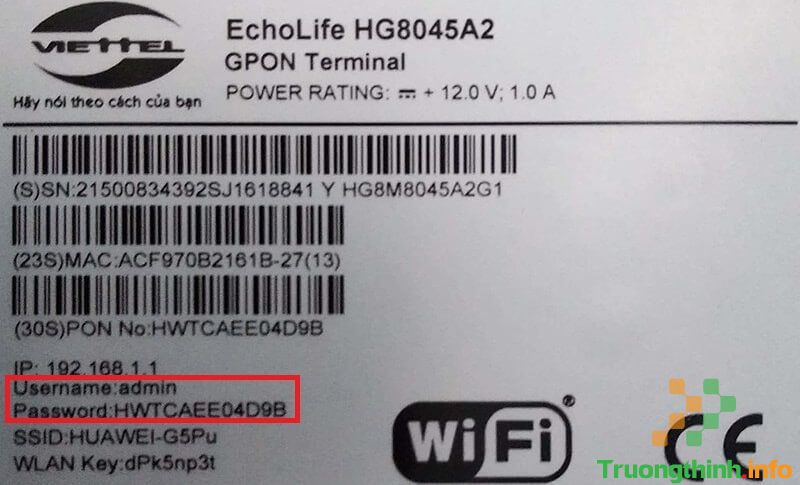 VIETTEL
Hãy nói theo cách của bạn
EchoLife HG8045A2
GPON Terminal
POWER RATING: ⎓ + 12.0 V; 1.0 A
(S)SN:21500834392SJ1618841 Y HG8M8045A2G1
(23S)MAC:ACF970B2161B-27(13)
(30S)PON No:HWTCAEE04D9B
IP: 192.168.1.1
Username:admin
Password:HWTCAEE04D9B
SSID:HUAWEI-G5Pu
WLAN Key:dPk5np3t
WiFi®
CE
Truongthinh.info